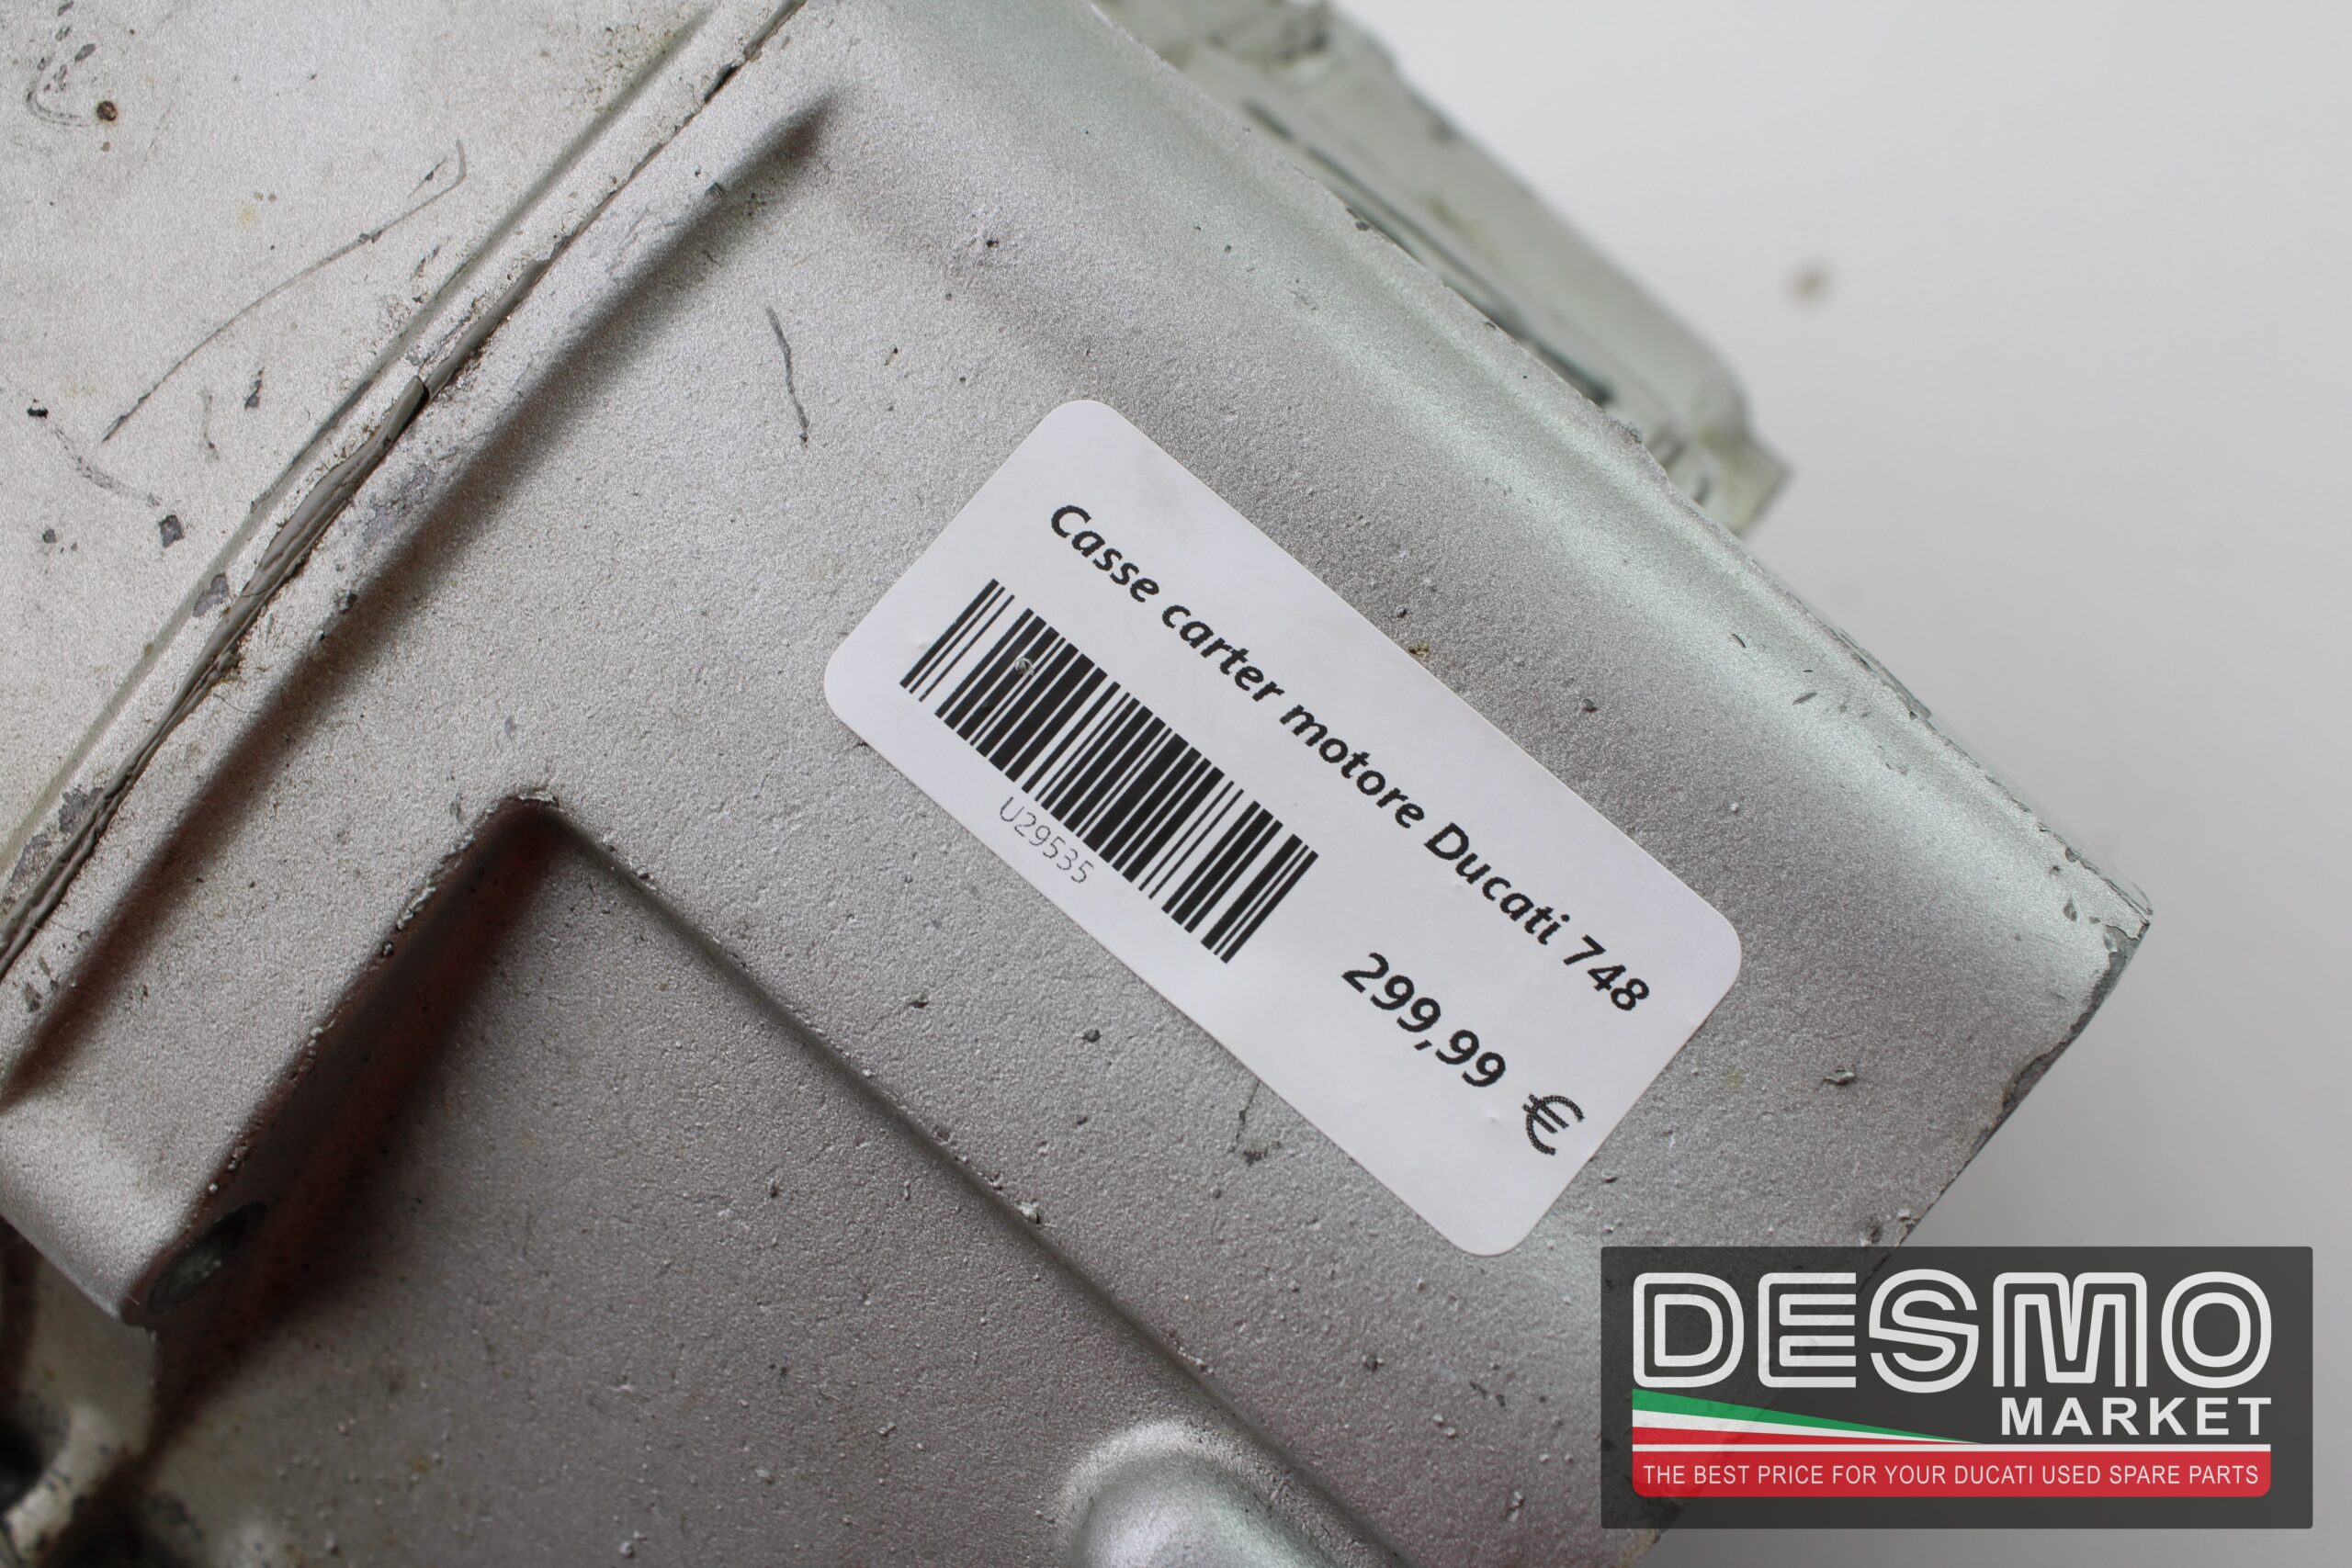 Casse carter motore Ducati 748
U29535
299,99 €
DESMO
MARKET
THE BEST PRICE FOR YOUR DUCATI USED SPARE PARTS